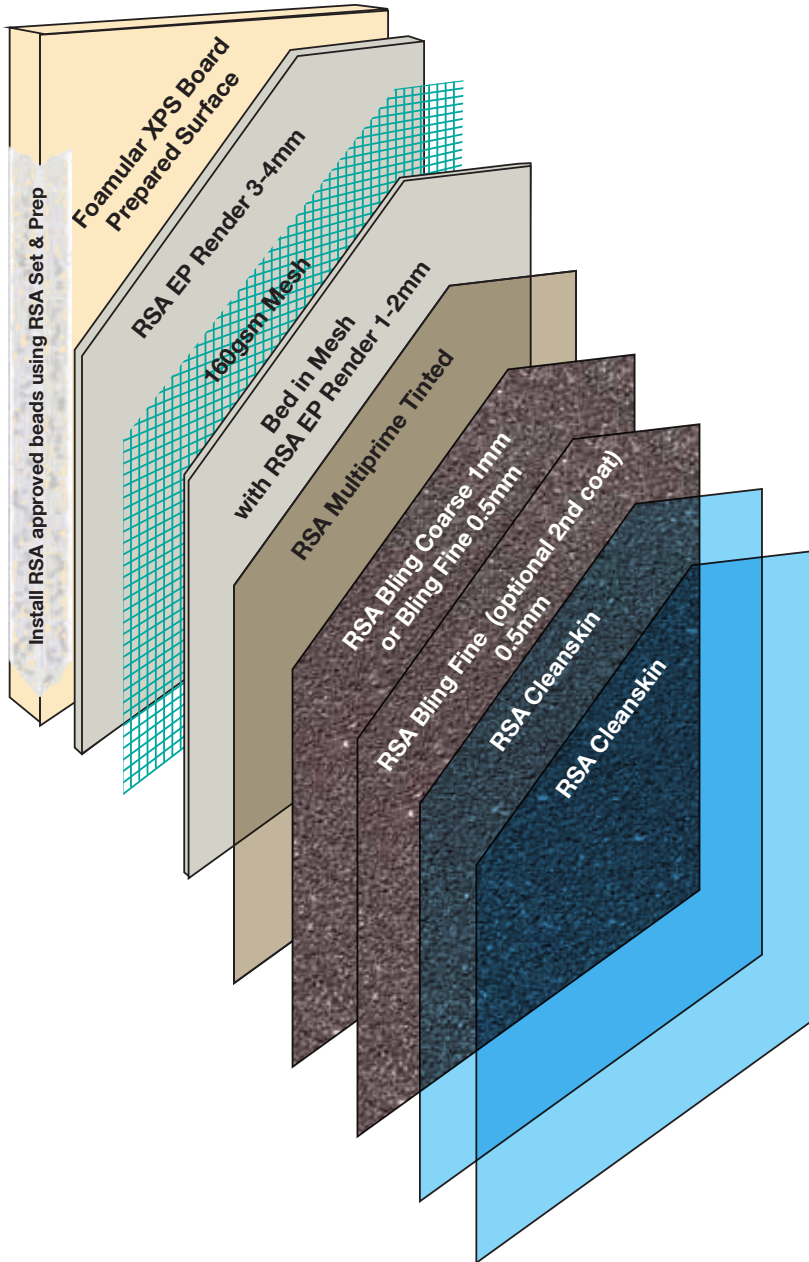 Install RSA approved beads using RSA Set & Prep
Foamular XPS Board
Prepared Surface
RSA EP Render 3-4mm
160gsm Mesh
Bed in Mesh
with RSA EP Render 1-2mm
RSA Multiprime Tinted
RSA Bling Coarse 1mm
or Bling Fine 0.5mm
RSA Bling Fine (optional 2nd coat)
0.5mm
RSA Cleanskin
RSA Cleanskin